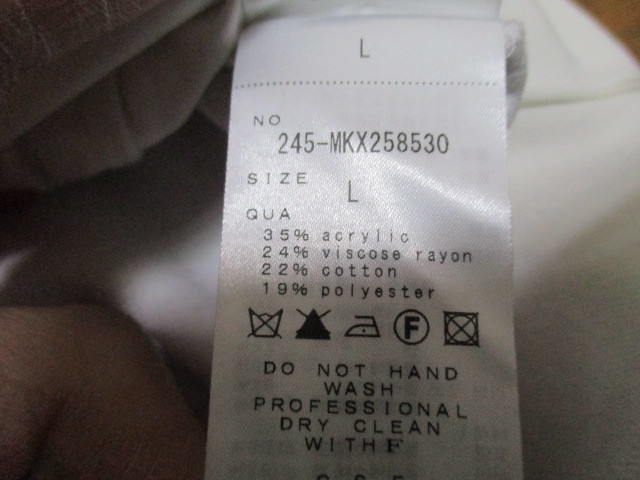 L
NO
245-MKX258530
SIZE
L
QUA
35% acrylic
24% viscose rayon
22% cotton
19% polyester
F
DO NOT HAND
WASH
PROFESSIONAL
DRY CLEAN
WITH F